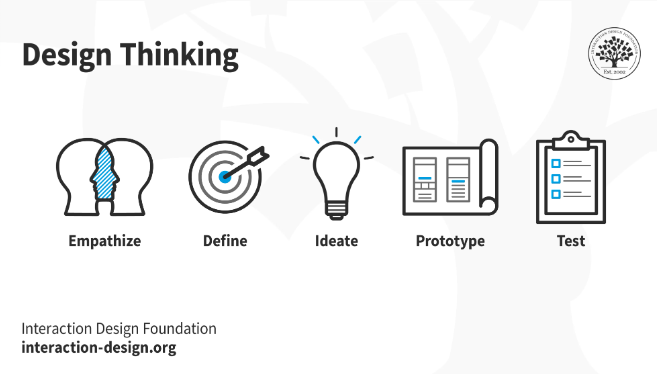 Design Thinking
INTERACTION DESIGN FOUNDATION
Est. 2002
Empathize
Define
Ideate
Prototype
Test
Interaction Design Foundation
interaction-design.org